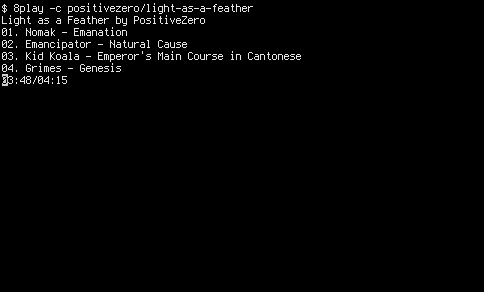 $ 8play -c positivezero/light-as-a-feather
Light as a Feather by PositiveZero
01. Nomak – Emanation
02. Emancipator – Natural Cause
03. Kid Koala – Emperor's Main Course in Cantonese
04. Grimes – Genesis
03:48/04:15